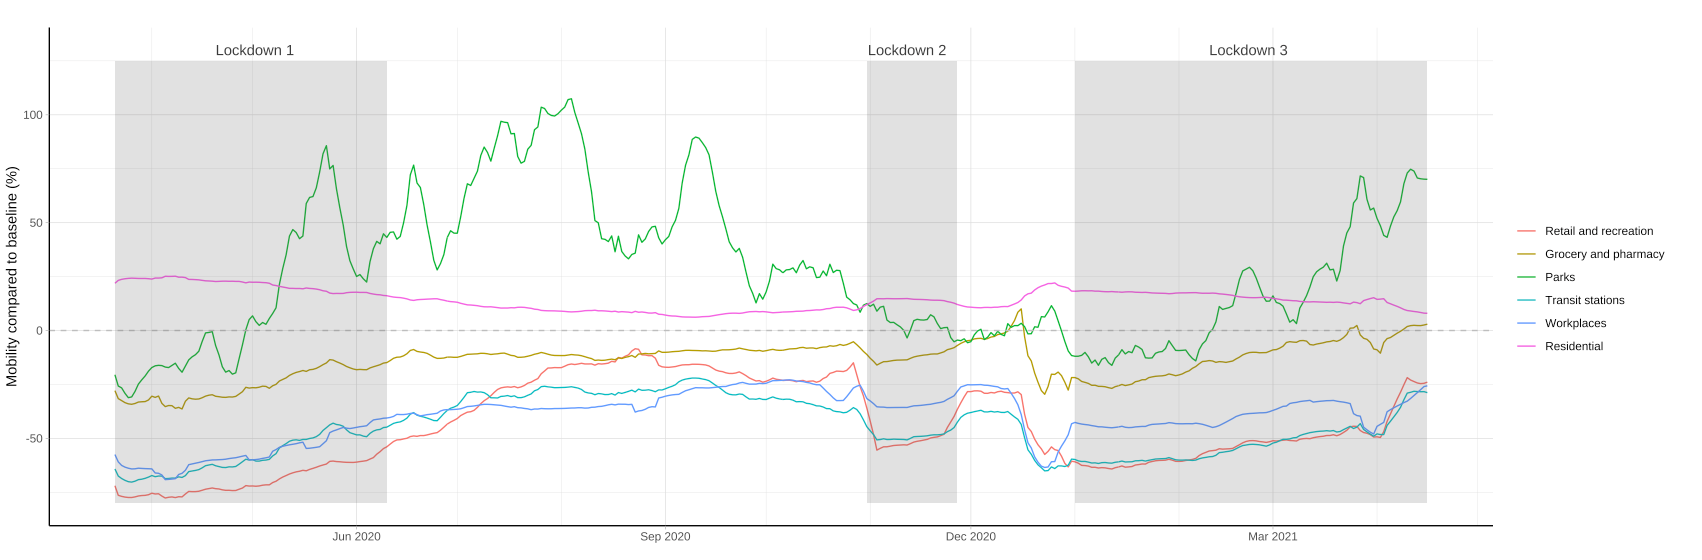 Lockdown 1
Lockdown 2
Lockdown 3
Mobility compared to baseline (%)
100
50
0
-50
Jun 2020
Sep 2020
Dec 2020
Mar 2021
Retail and recreation
Grocery and pharmacy
Parks
Transit stations
Workplaces
Residential